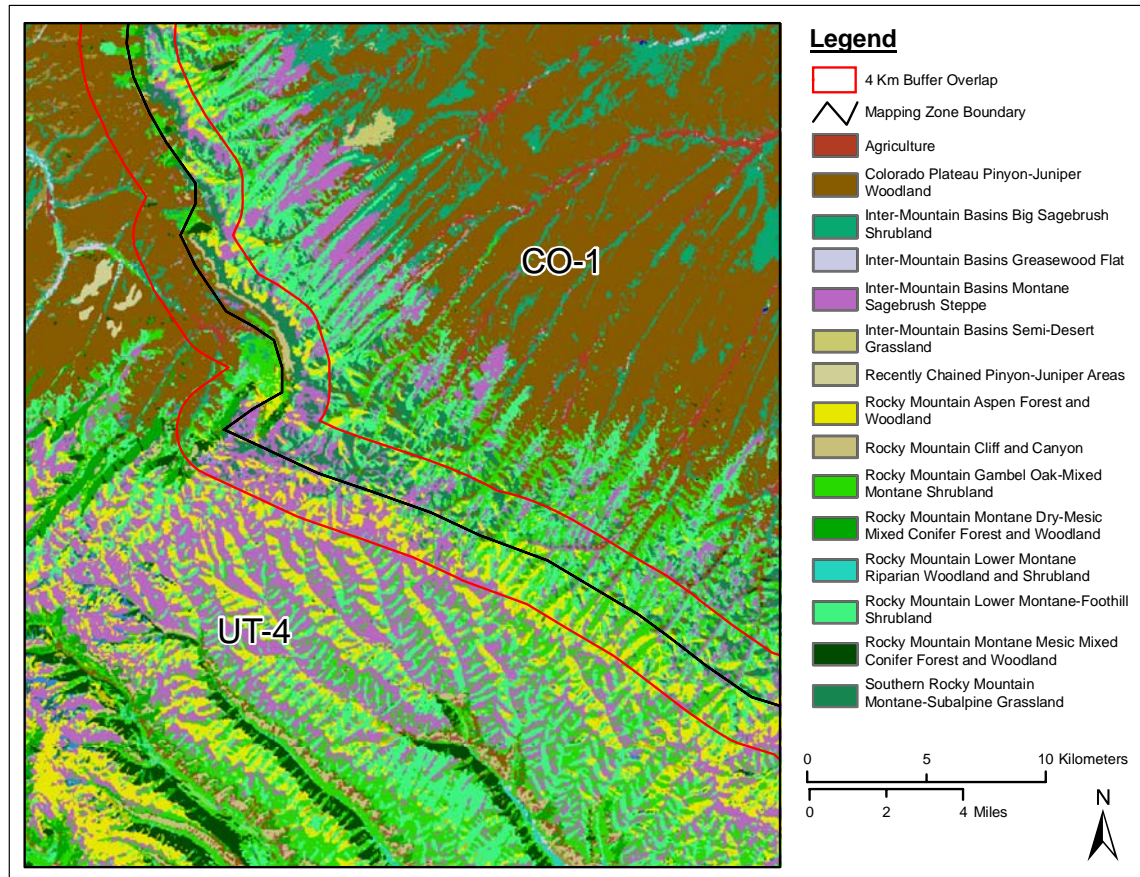 Legend
4 Km Buffer Overlap
Mapping Zone Boundary
Agriculture
Colorado Plateau Pinyon-Juniper
Woodland
Inter-Mountain Basins Big Sagebrush
Shrubland
Inter-Mountain Basins Greasewood Flat
Inter-Mountain Basins Montane
Sagebrush Steppe
Inter-Mountain Basins Semi-Desert
Grassland
Recently Chained Pinyon-Juniper Areas
Rocky Mountain Aspen Forest and
Woodland
Rocky Mountain Cliff and Canyon
Rocky Mountain Gambel Oak-Mixed
Montane Shrubland
Rocky Mountain Montane Dry-Mesic
Mixed Conifer Forest and Woodland
Rocky Mountain Lower Montane
Riparian Woodland and Shrubland
Rocky Mountain Lower Montane-Foothill
Shrubland
Rocky Mountain Montane Mesic Mixed
Conifer Forest and Woodland
Southern Rocky Mountain
Montane-Subalpine Grassland
CO-1
UT-4
0 5 10 Kilometers
0 2 4 Miles
N